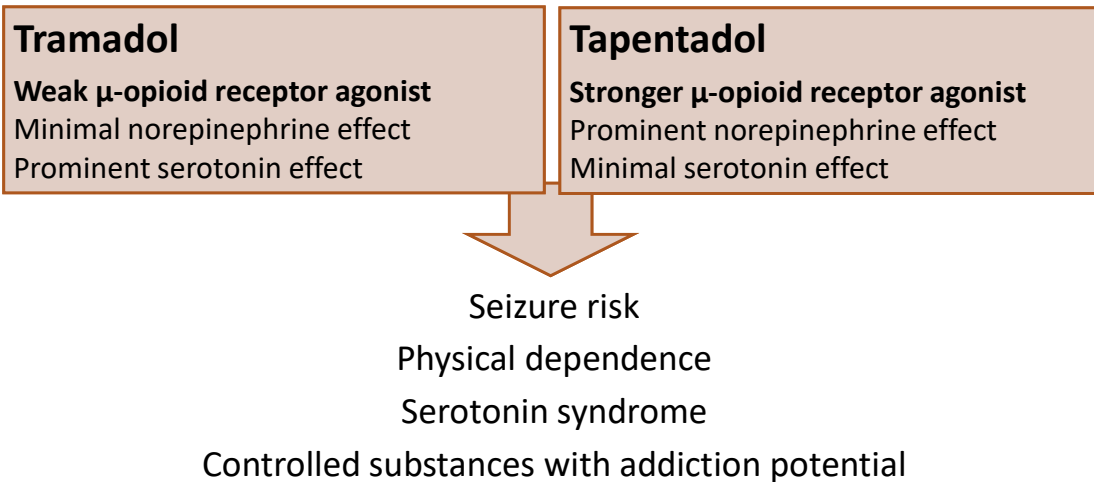 Tramadol
Weak μ-opioid receptor agonist
Minimal norepinephrine effect
Prominent serotonin effect
Tapentadol
Stronger μ-opioid receptor agonist
Prominent norepinephrine effect
Minimal serotonin effect
Seizure risk
Physical dependence
Serotonin syndrome
Controlled substances with addiction potential